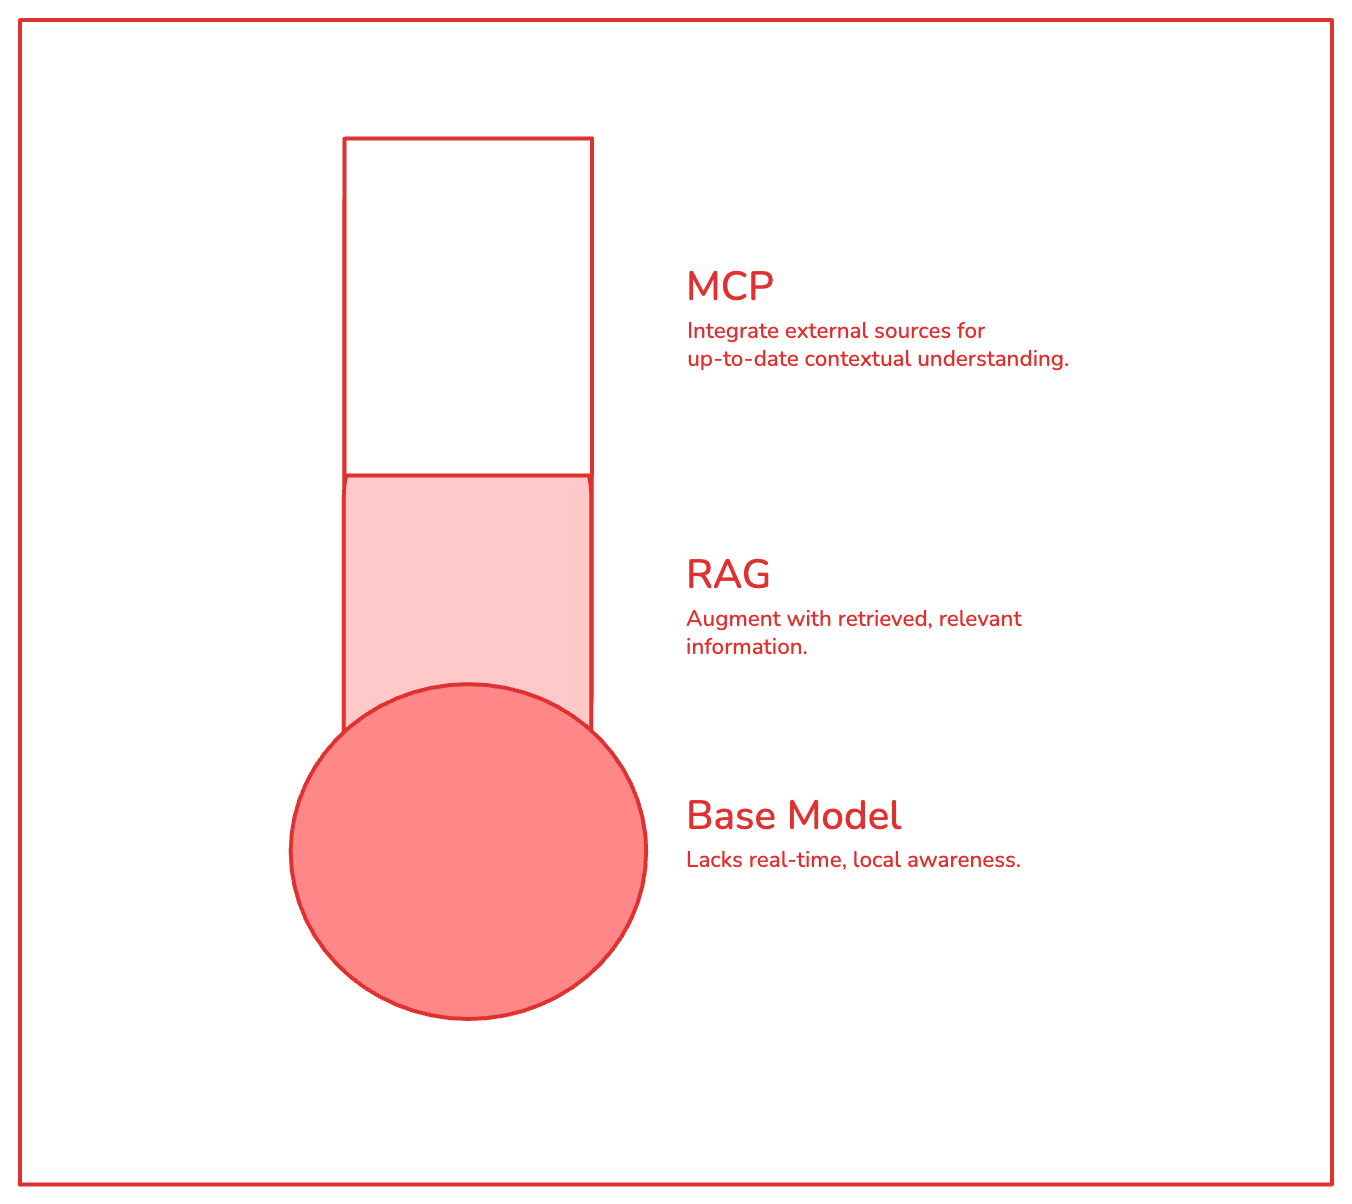 MCP
Integrate external sources for
up-to-date contextual understanding.
RAG
Augment with retrieved, relevant
information.
Base Model
Lacks real-time, local awareness.